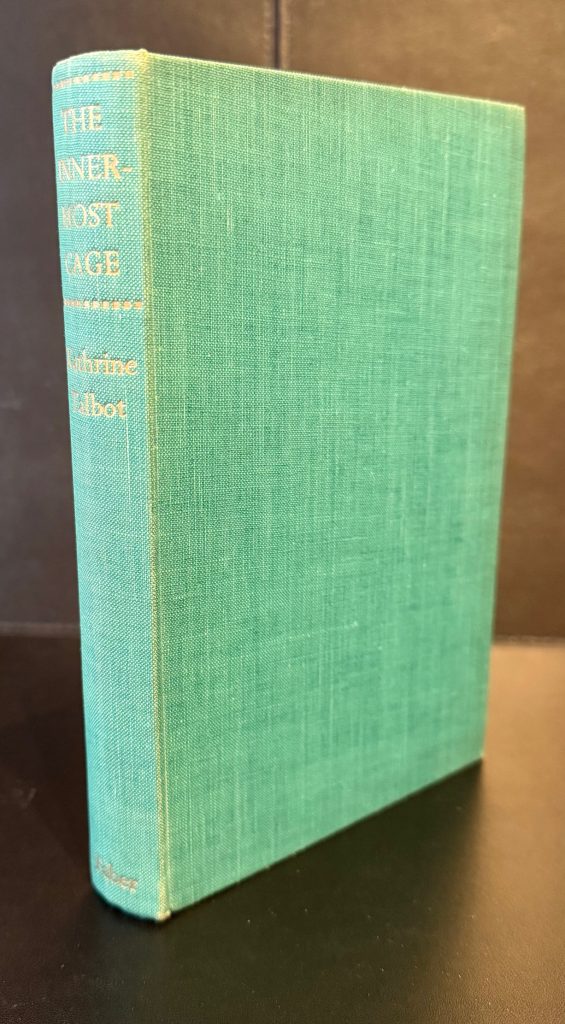 THE
INNER-
MOST
CAGE
Kathrine
Talbot
Faber